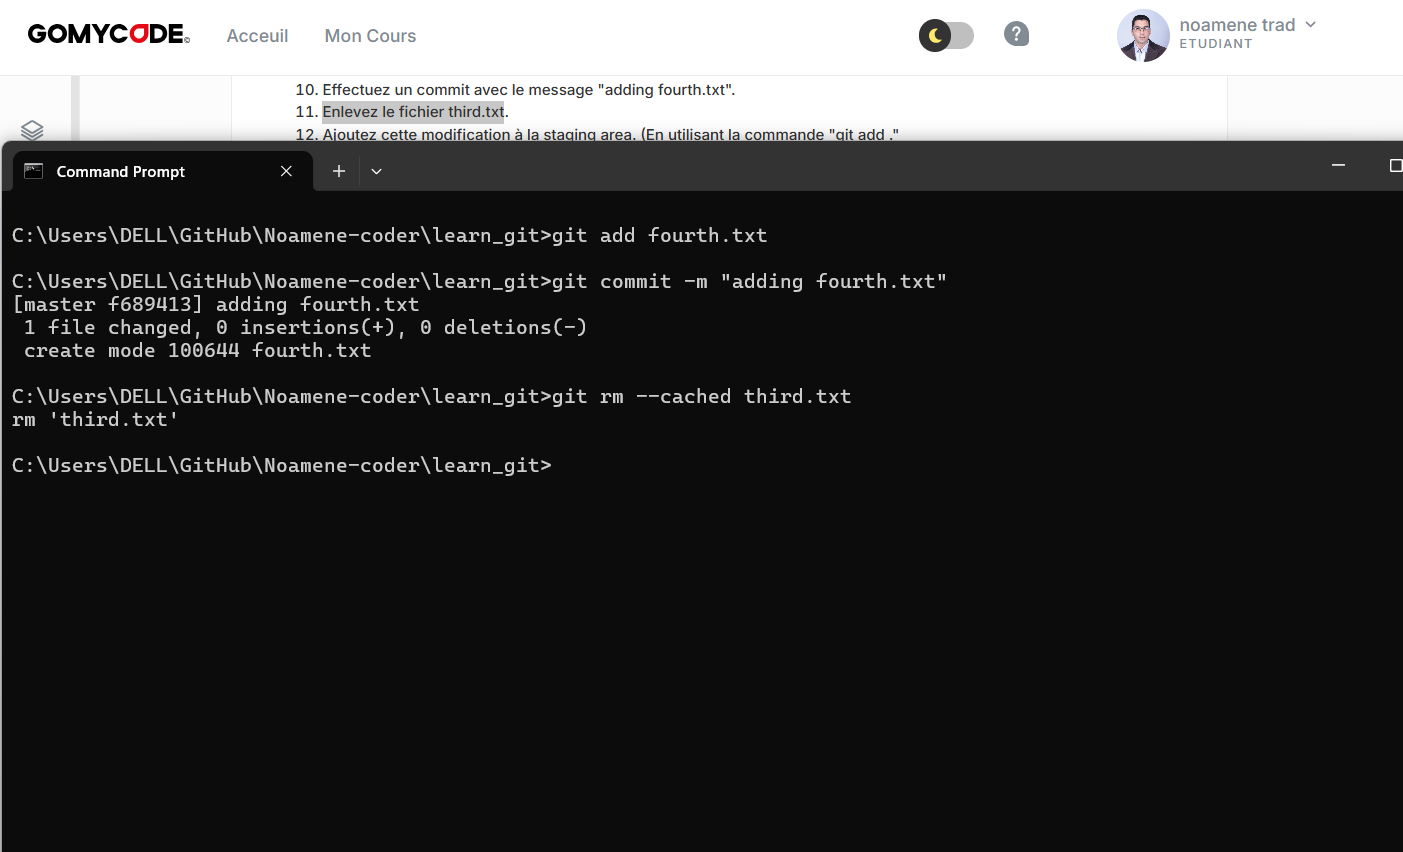 GOMYCODE©
Acceuil
Mon Cours
?
noamene trad
ETUDIANT
10. Effectuez un commit avec le message "adding fourth.txt".
11. Enlevez le fichier third.txt.
12. Ajoutez cette modification à la staging area. (En utilisant la commande "git add ."
Command Prompt
C:\Users\DELL\GitHub\Noamene-coder\learn_git>git add fourth.txt
C:\Users\DELL\GitHub\Noamene-coder\learn_git>git commit -m "adding fourth.txt"
[master f689413] adding fourth.txt
1 file changed, 0 insertions(+), 0 deletions(-)
create mode 100644 fourth.txt
C:\Users\DELL\GitHub\Noamene-coder\learn_git>git rm --cached third.txt
rm 'third.txt'
C:\Users\DELL\GitHub\Noamene-coder\learn_git>